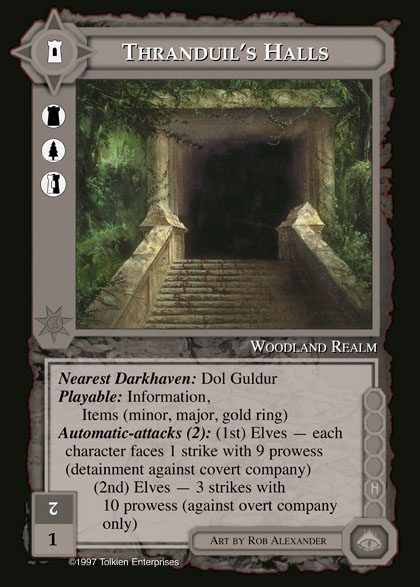 THRANDUIL'S HALLS
WOODLAND REALM
Nearest Darkhaven: Dol Guldur
Playable: Information,
Items (minor, major, gold ring)
Automatic-attacks (2): (1st) Elves — each
character faces 1 strike with 9 prowess
(detainment against covert company)
(2nd) Elves — 3 strikes with
10 prowess (against overt company
only)
H
2
1
ART BY ROB ALEXANDER
©1997 Tolkien Enterprises